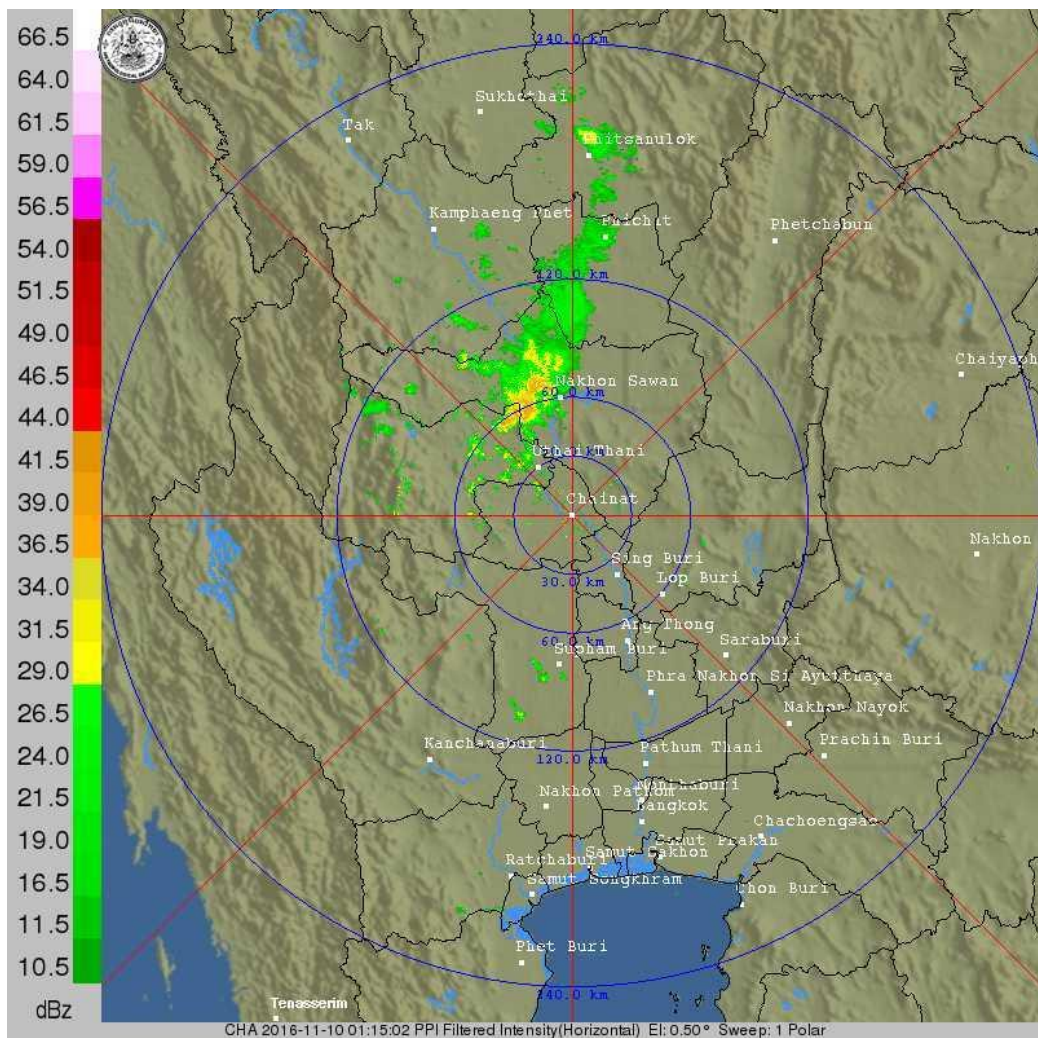 66.5
64.0
61.5
59.0
56.5
54.0
51.5
49.0
46.5
44.0
41.5
39.0
36.5
34.0
31.5
29.0
26.5
24.0
21.5
19.0
16.5
11.5
10.5
dBz
240.0 km
Sukhothai
Tak
Phitsanulok
Kamphaeng Phet
Phichit
Phetchabun
120.0 km
Chaiyaph
Nakhon Sawan
60.0 km
Uthai Thani
Chainat
Nakhon
Sing Buri
30.0 km
Lop Buri
Ang Thong
60.0 km
Suphan Buri
Saraburi
Phra Nakhon Si Ayutthaya
Nakhon Nayok
Kanchanaburi
Pathum Thani
Prachin Buri
120.0 km
Nakhon Pathom
Nonthaburi
Bangkok
Chachoengsao
Samut Prakan
Samut Sakhon
Ratchaburi
Samut Songkhram
Chon Buri
Phet Buri
240.0 km
Tenasserim
CHA 2016-11-10 01:15:02 PPI Filtered Intensity(Horizontal) El: 0.50° Sweep: 1 Polar